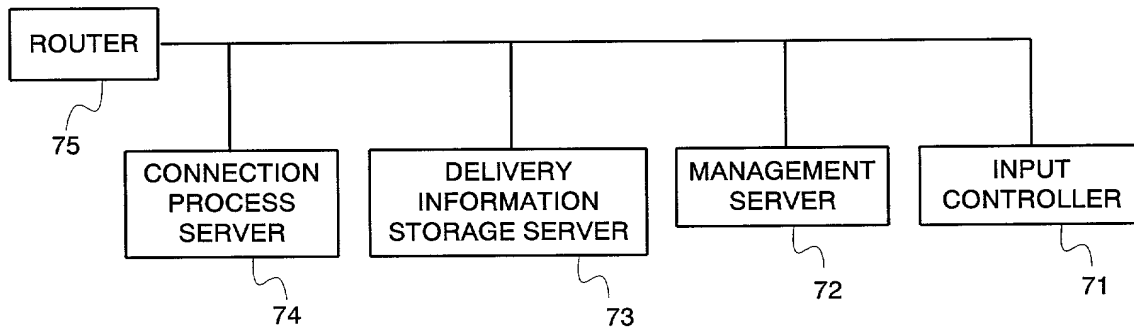 ROUTER
75
CONNECTION
PROCESS
SERVER
74
DELIVERY
INFORMATION
STORAGE SERVER
73
MANAGEMENT
SERVER
72
INPUT
CONTROLLER
71